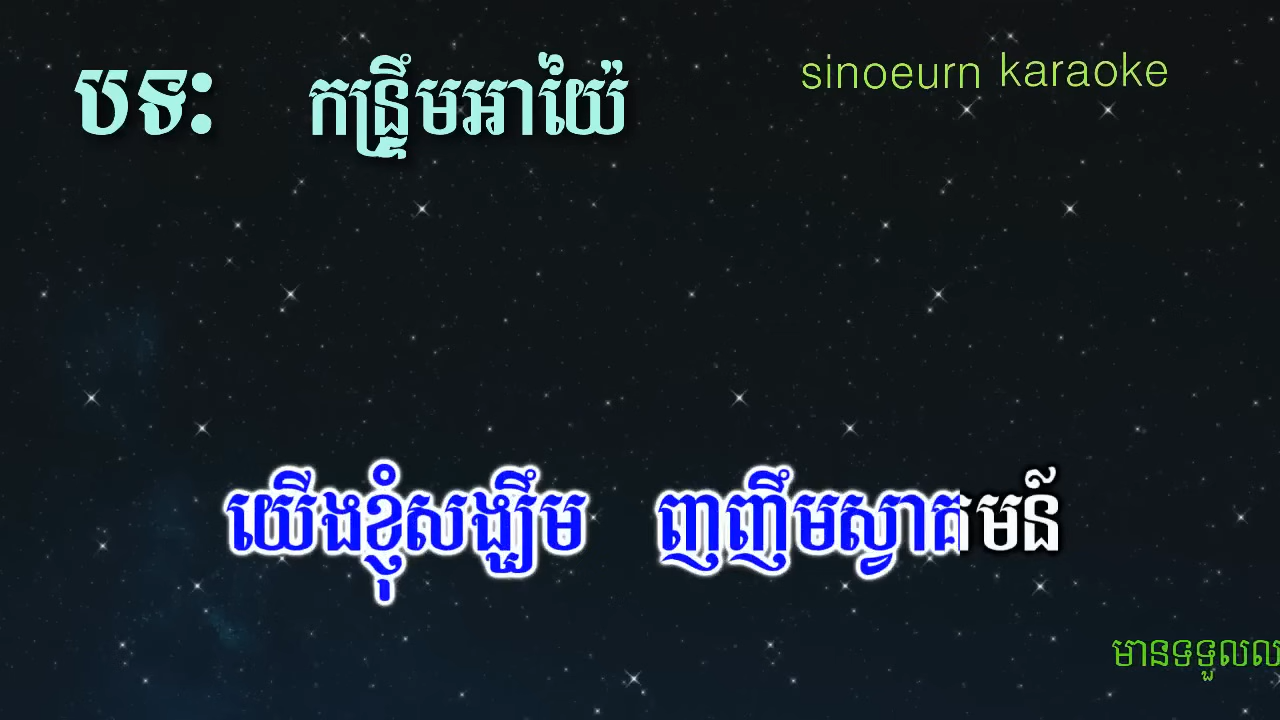 បទៈ កន្ទ្រឹមអាយ៉ៃ
sinoeurn karaoke
យើងខ្ញុំសង្ឃឹម ញញឹមស្វាគមន៍
មានទទួលល